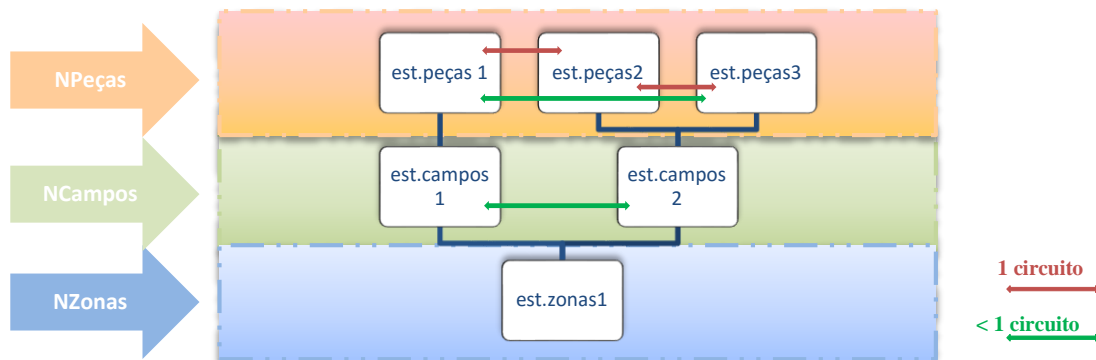 NPeças
est.peças 1
est.peças2
est.peças3
NCampos
est.campos
1
est.campos
2
NZonas
est.zonas1
1 circuito
< 1 circuito